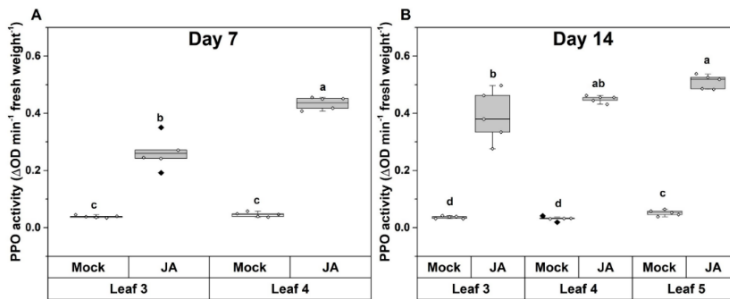 A
Day 7
PPO activity (ΔOD min⁻¹ fresh weight⁻¹)
0.6
0.4
0.2
0.0
c
b
c
a
Mock
JA
Mock
JA
Leaf 3
Leaf 4
B
Day 14
PPO activity (ΔOD min⁻¹ fresh weight⁻¹)
0.6
0.4
0.2
0.0
d
b
d
ab
c
a
Mock
JA
Mock
JA
Mock
JA
Leaf 3
Leaf 4
Leaf 5